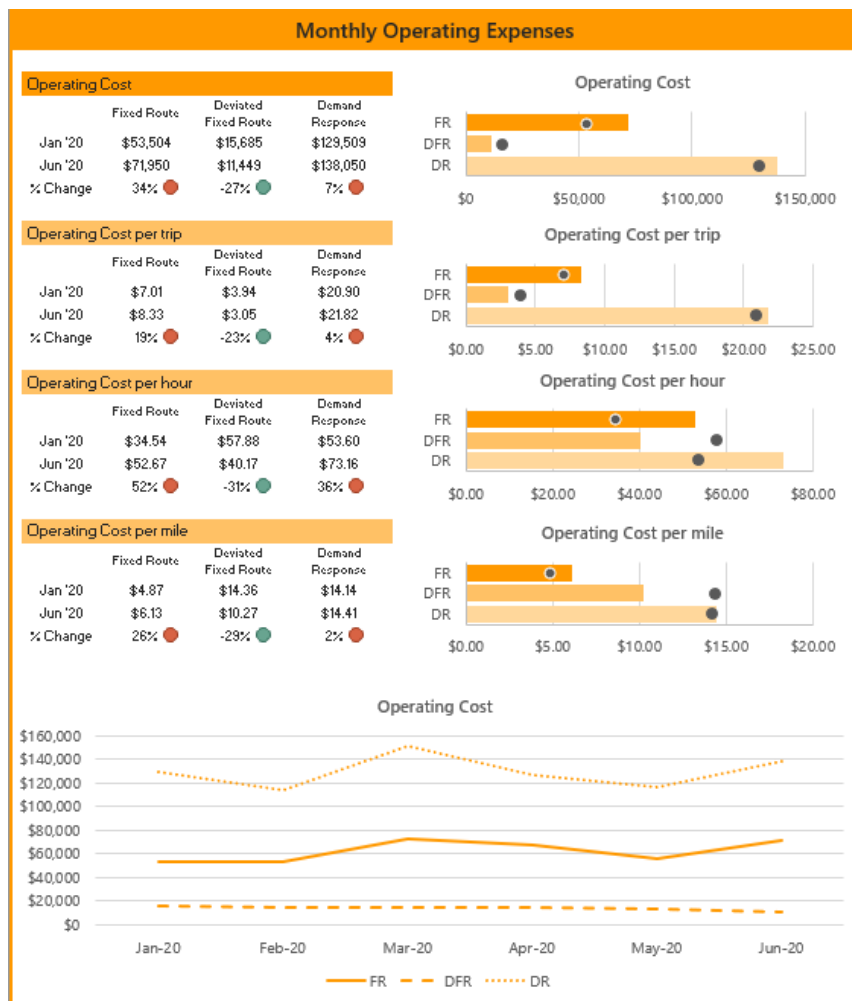 Monthly Operating Expenses
Operating Cost
Fixed Route Deviated Fixed Route Demand Response
Jan '20 $53,504 $15,685 $129,509
Jun '20 $71,950 $11,449 $138,050
% Change 34% -27% 7%
Operating Cost
FR
DFR
DR
$0 $50,000 $100,000 $150,000
Operating Cost per trip
Fixed Route Deviated Fixed Route Demand Response
Jan '20 $7.01 $3.94 $20.90
Jun '20 $8.33 $3.05 $21.82
% Change 19% -23% 4%
Operating Cost per trip
FR
DFR
DR
$0.00 $5.00 $10.00 $15.00 $20.00 $25.00
Operating Cost per hour
Fixed Route Deviated Fixed Route Demand Response
Jan '20 $34.54 $57.88 $53.60
Jun '20 $52.67 $40.17 $73.16
% Change 52% -31% 36%
Operating Cost per hour
FR
DFR
DR
$0.00 $20.00 $40.00 $60.00 $80.00
Operating Cost per mile
Fixed Route Deviated Fixed Route Demand Response
Jan '20 $4.87 $14.36 $14.14
Jun '20 $6.13 $10.27 $14.41
% Change 26% -29% 2%
Operating Cost per mile
FR
DFR
DR
$0.00 $5.00 $10.00 $15.00 $20.00
Operating Cost
$160,000
$140,000
$120,000
$100,000
$80,000
$60,000
$40,000
$20,000
$0
Jan-20 Feb-20 Mar-20 Apr-20 May-20 Jun-20
FR DFR DR